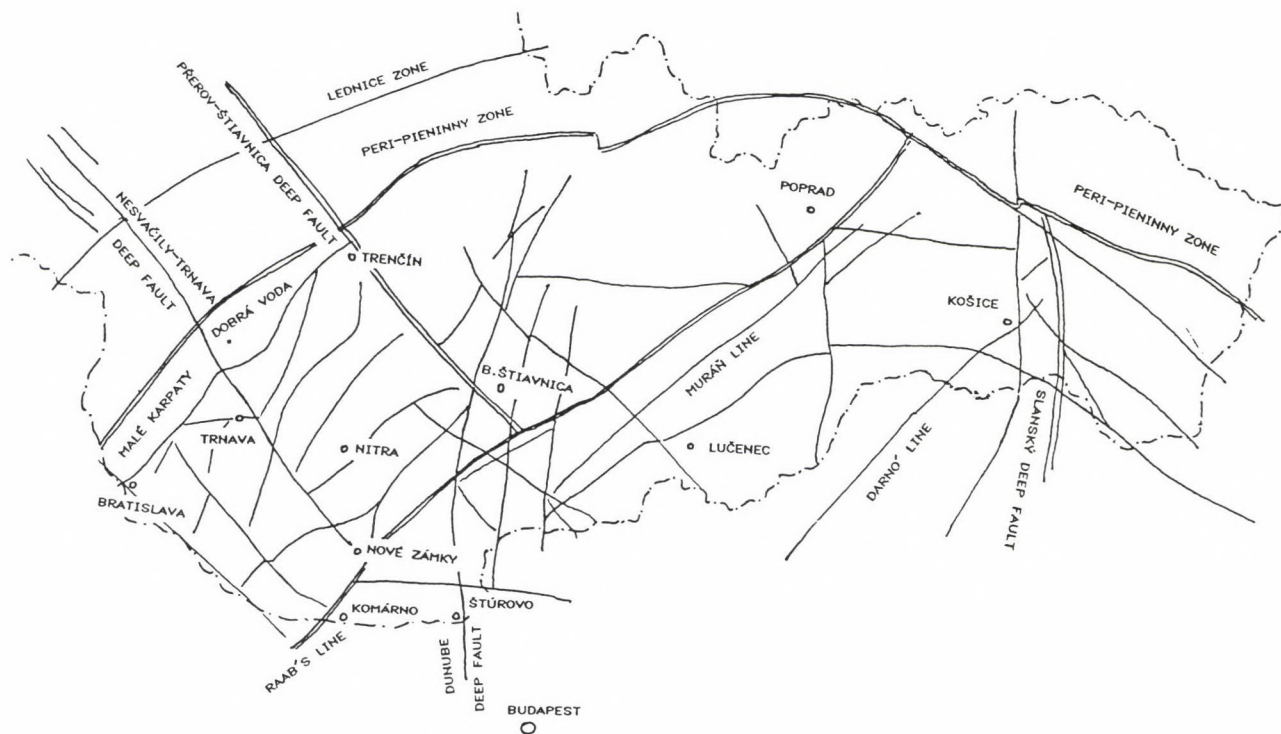 LEDNICE ZONE
PŘEROV-ŠTIAVNICA DEEP FAULT
PERI-PIENINNY ZONE
NESVAČILY-TRNAVA
DEEP FAULT
POPRAD
PERI-PIENINNY ZONE
TRENČÍN
DOBRÁ VODA
KOŠICE
MURÁŇ LINE
B.ŠTIAVNICA
MALÉ KARPATY
TRNAVA
NITRA
LUČENEC
DARNÓ LINE
SLANSKÝ DEEP FAULT
BRATISLAVA
NOVÉ ZÁMKY
KOMÁRNO
ŠTÚROVO
RAAB'S LINE
DUNUBE
DEEP FAULT
BUDAPEST